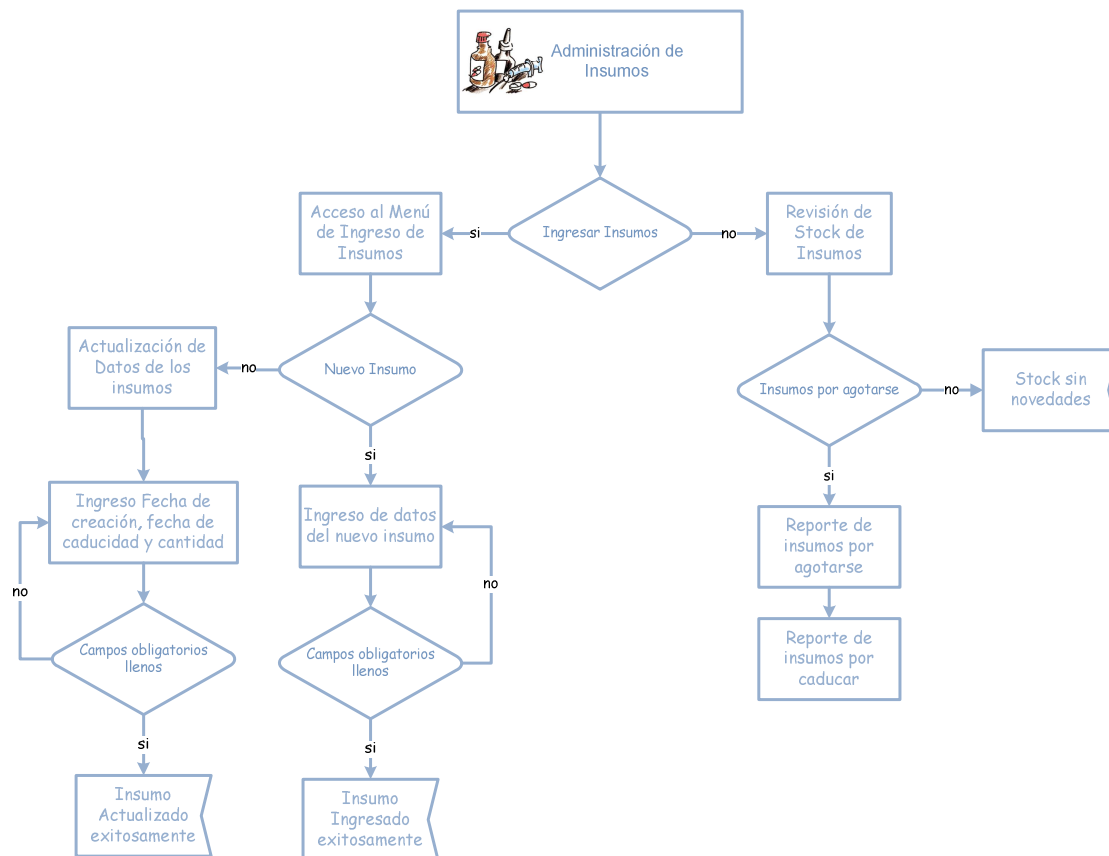 Administración de
Insumos
Acceso al Menú
de Ingreso de
Insumos
si
Ingresar Insumos
no
Revisión de
Stock de
Insumos
Actualización de
Datos de los
insumos
no
Nuevo Insumo
Insumos por agotarse
no
Stock sin
novedades
si
si
Ingreso Fecha de
creación, fecha de
caducidad y cantidad
Ingreso de datos
del nuevo insumo
Reporte de
insumos por
agotarse
no
no
Campos obligatorios
llenos
Campos obligatorios
llenos
Reporte de
insumos por
caducar
si
si
Insumo
Actualizado
exitosamente
Insumo
Ingresado
exitosamente